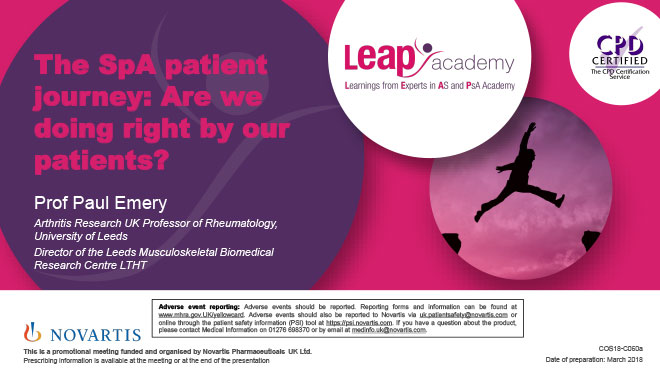 The SpA patient
journey: Are we
doing right by our
patients?
Prof Paul Emery
Arthritis Research UK Professor of Rheumatology,
University of Leeds
Director of the Leeds Musculoskeletal Biomedical
Research Centre LTHT
Leap academy
Learnings from Experts in AS and PsA Academy
CPD
CERTIFIED
The CPD Certification
Service
Adverse event reporting: Adverse events should be reported. Reporting forms and information can be found at
www.mhra.gov.UK/yellowcard. Adverse events should also be reported to Novartis via uk.patientsafety@novartis.com or
online through the patient safety information (PSI) tool at https://psi.novartis.com. If you have a question about the product,
please contact Medical Information on 01276 698370 or by email at medinfo.uk@novartis.com.
NOVARTIS
This is a promotional meeting funded and organised by Novartis Pharmaceuticals UK Ltd.
Prescribing information is available at the meeting or at the end of the presentation
COS18-C050a
Date of preparation: March 2018